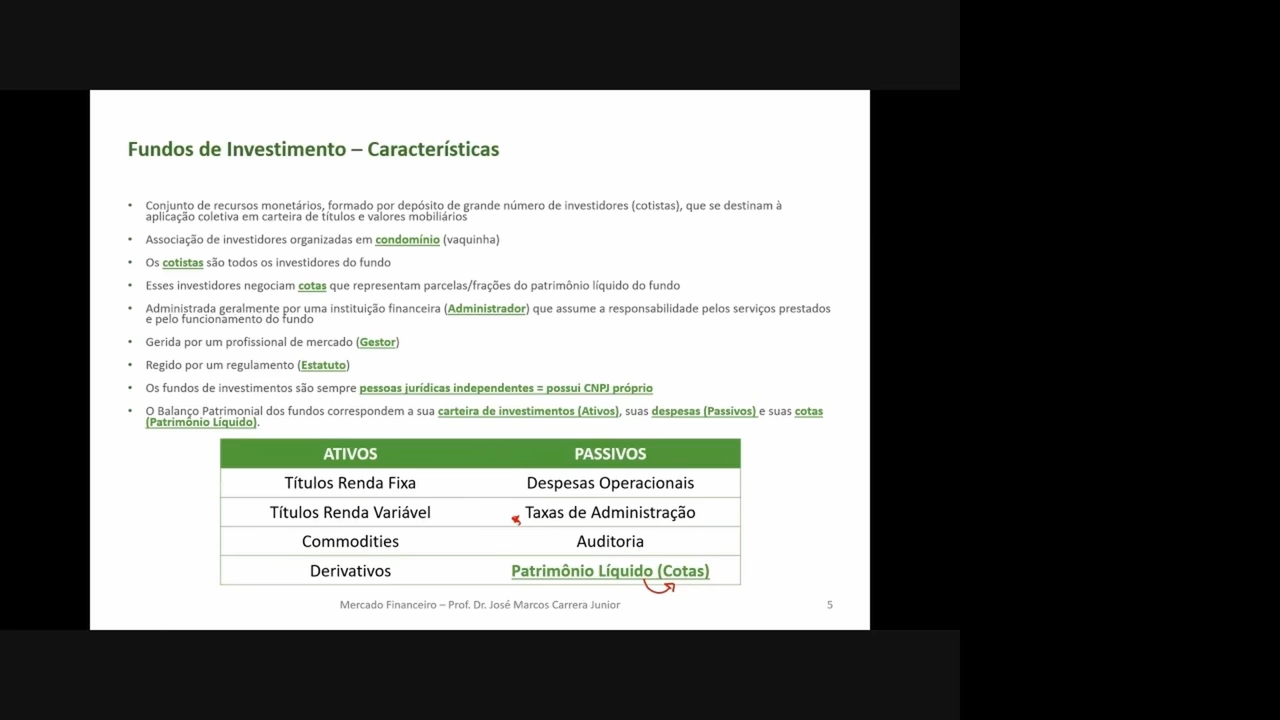 Fundos de Investimento – Características
• Conjunto de recursos monetários, formado por depósito de grande número de investidores (cotistas), que se destinam à
aplicação coletiva em carteira de títulos e valores mobiliários
• Associação de investidores organizadas em condomínio (vaquinha)
• Os cotistas são todos os investidores do fundo
• Esses investidores negociam cotas que representam parcelas/frações do patrimônio líquido do fundo
• Administrada geralmente por uma instituição financeira (Administrador) que assume a responsabilidade pelos serviços prestados
e pelo funcionamento do fundo
• Gerida por um profissional de mercado (Gestor)
• Regido por um regulamento (Estatuto)
• Os fundos de investimentos são sempre pessoas jurídicas independentes = possui CNPJ próprio
• O Balanço Patrimonial dos fundos correspondem a sua carteira de investimentos (Ativos), suas despesas (Passivos) e suas cotas
(Patrimônio Líquido).
ATIVOS PASSIVOS
Títulos Renda Fixa Despesas Operacionais
Títulos Renda Variável Taxas de Administração
Commodities Auditoria
Derivativos Patrimônio Líquido (Cotas)
Mercado Financeiro – Prof. Dr. José Marcos Carrera Junior 5